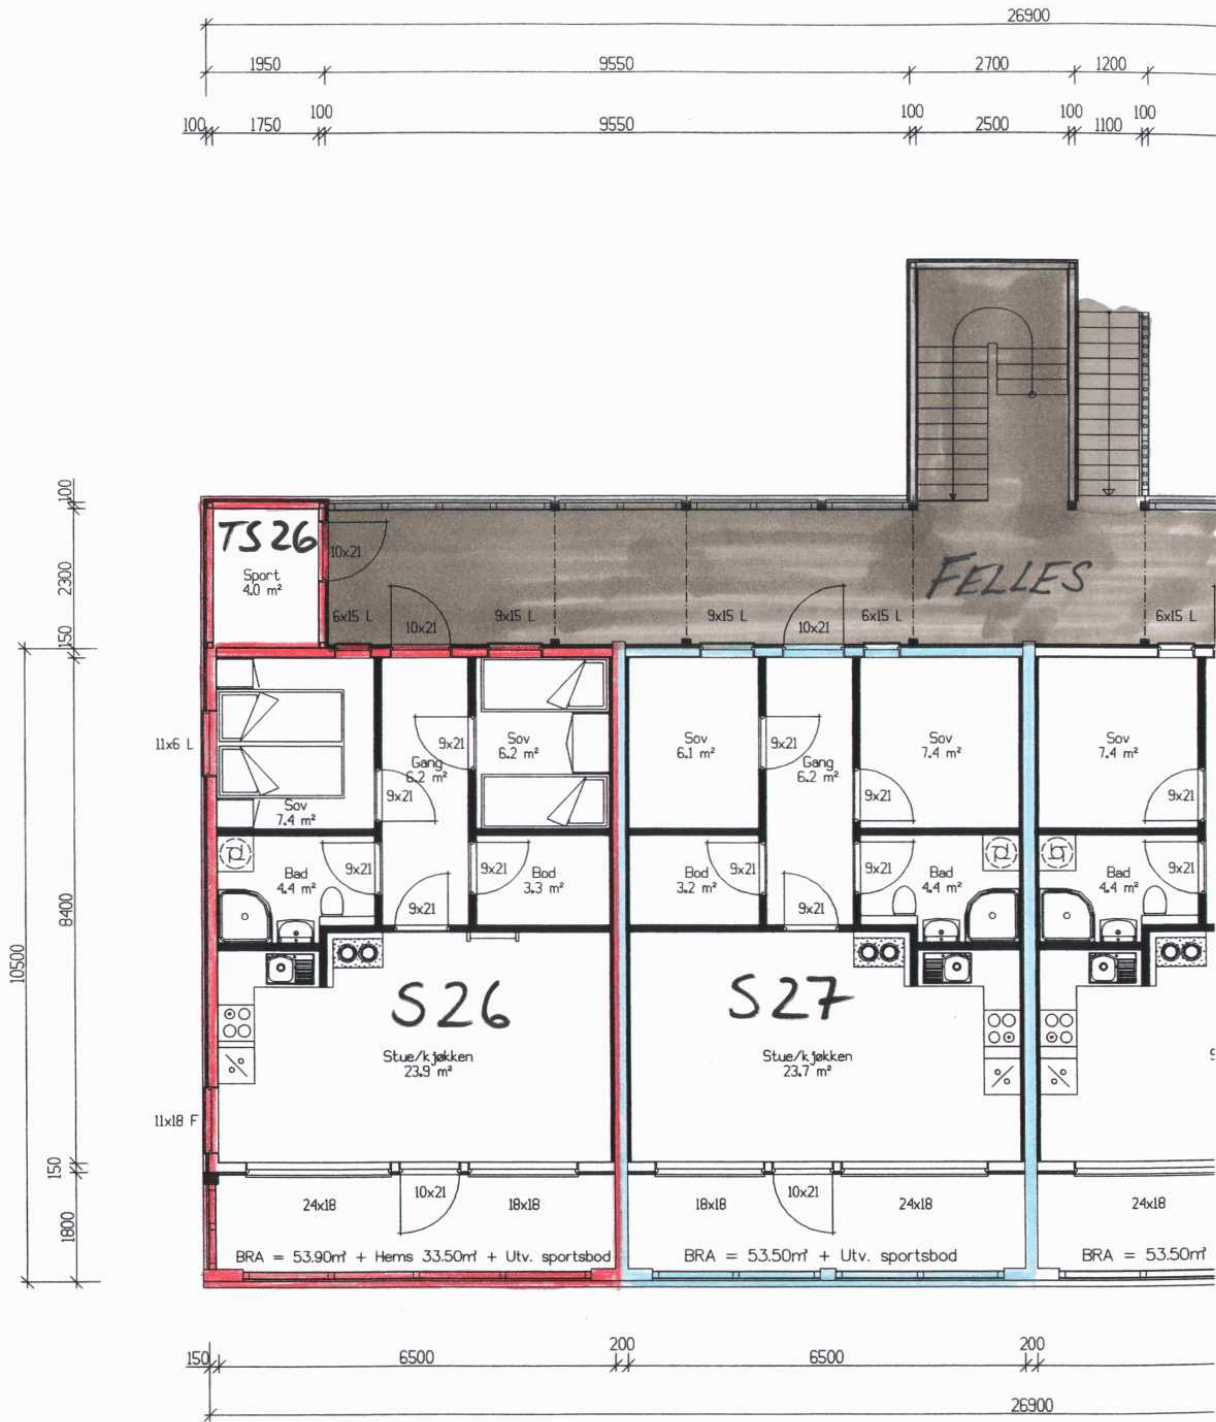 26900
1950 9550 2700 1200
100 1750 100 9550 100 2500 100 1100 100
TS 26
Sport
4.0 m²
10x21
FELLES
6x15 L 10x21 9x15 L 9x15 L 10x21 6x15 L 6x15 L
100
2300
150
8400
10500
150
1800
11x6 L
Sov
7.4 m²
Gang
6.2 m²
9x21
9x21
Sov
6.2 m²
Sov
6.1 m²
9x21
Gang
6.2 m²
9x21
Sov
7.4 m²
Sov
7.4 m²
9x21
Bad
4.4 m²
9x21
9x21
9x21
Bod
3.3 m²
Bod
3.2 m²
9x21
9x21
9x21
Bad
4.4 m²
Bad
4.4 m²
9x21
S26
Stue/kjøkken
23.9 m²
S27
Stue/kjøkken
23.7 m²
11x18 F
24x18 10x21 18x18 18x18 10x21 24x18 24x18
BRA = 53.90m² + Hems 33.50m² + Utv. sportsbod
BRA = 53.50m² + Utv. sportsbod
BRA = 53.50m²
150 6500 200 6500 200
26900